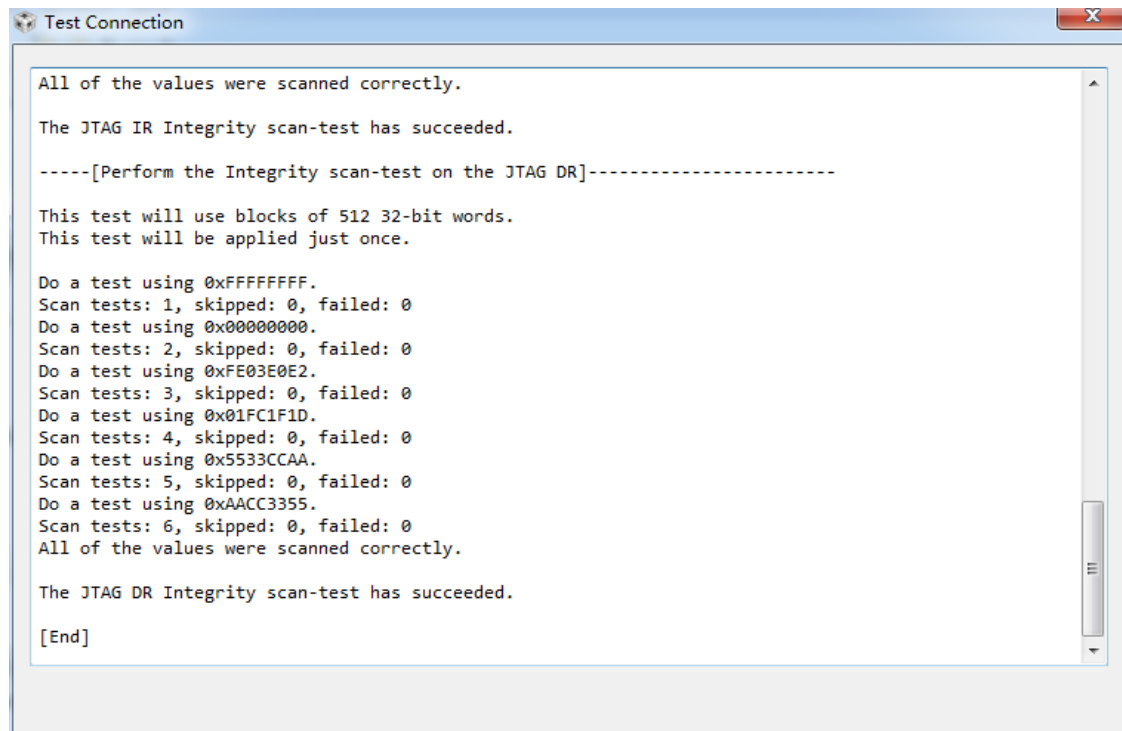 Test Connection
All of the values were scanned correctly.
The JTAG IR Integrity scan-test has succeeded.
-----[Perform the Integrity scan-test on the JTAG DR]------------------------
This test will use blocks of 512 32-bit words.
This test will be applied just once.
Do a test using 0xFFFFFFFF.
Scan tests: 1, skipped: 0, failed: 0
Do a test using 0x00000000.
Scan tests: 2, skipped: 0, failed: 0
Do a test using 0xFE03E0E2.
Scan tests: 3, skipped: 0, failed: 0
Do a test using 0x01FC1F1D.
Scan tests: 4, skipped: 0, failed: 0
Do a test using 0x5533CCAA.
Scan tests: 5, skipped: 0, failed: 0
Do a test using 0xAACC3355.
Scan tests: 6, skipped: 0, failed: 0
All of the values were scanned correctly.
The JTAG DR Integrity scan-test has succeeded.
[End]